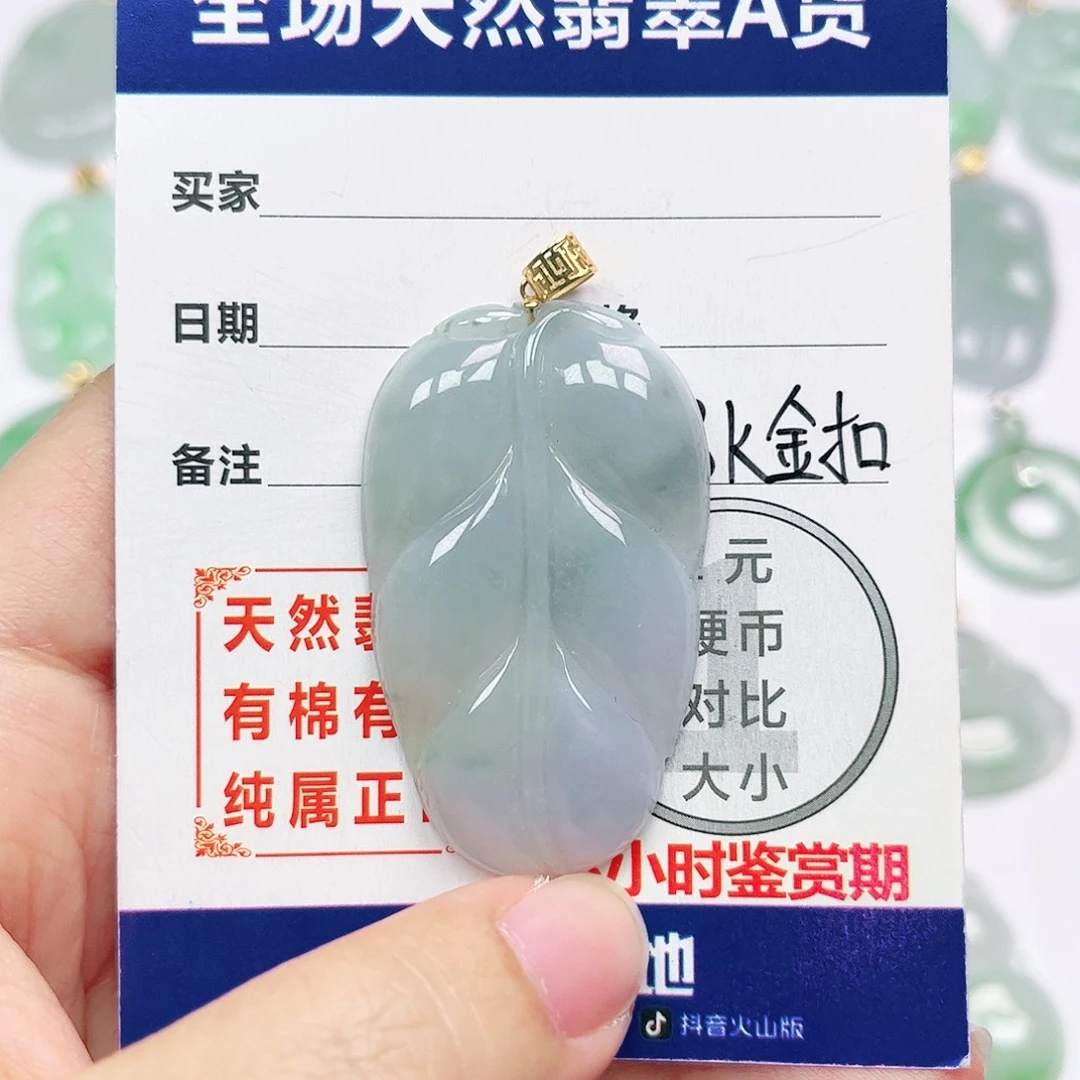 全场天然翡翠A货
买家
日期
备注
K金扣
天然翡
有棉有
纯属正
元
硬币
对比
大小
小时鉴赏期
地
抖音火山版